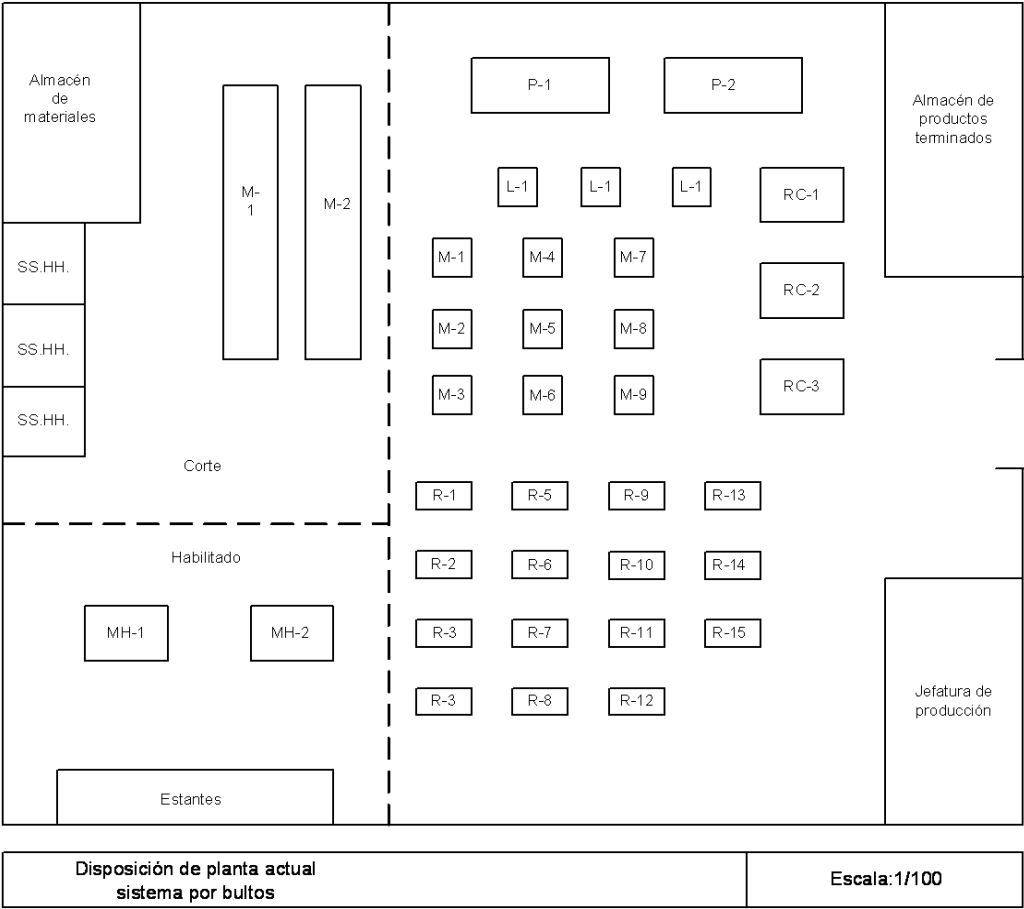 Almacén
de
materiales
SS.HH.
SS.HH.
SS.HH.
M-
1
M-2
Corte
Habilitado
MH-1
MH-2
Estantes
P-1
P-2
L-1
L-1
L-1
M-1
M-4
M-7
M-2
M-5
M-8
M-3
M-6
M-9
RC-1
RC-2
RC-3
R-1
R-5
R-9
R-13
R-2
R-6
R-10
R-14
R-3
R-7
R-11
R-15
R-3
R-8
R-12
Almacén de
productos
terminados
Jefatura de
producción
Disposición de planta actual
sistema por bultos
Escala:1/100